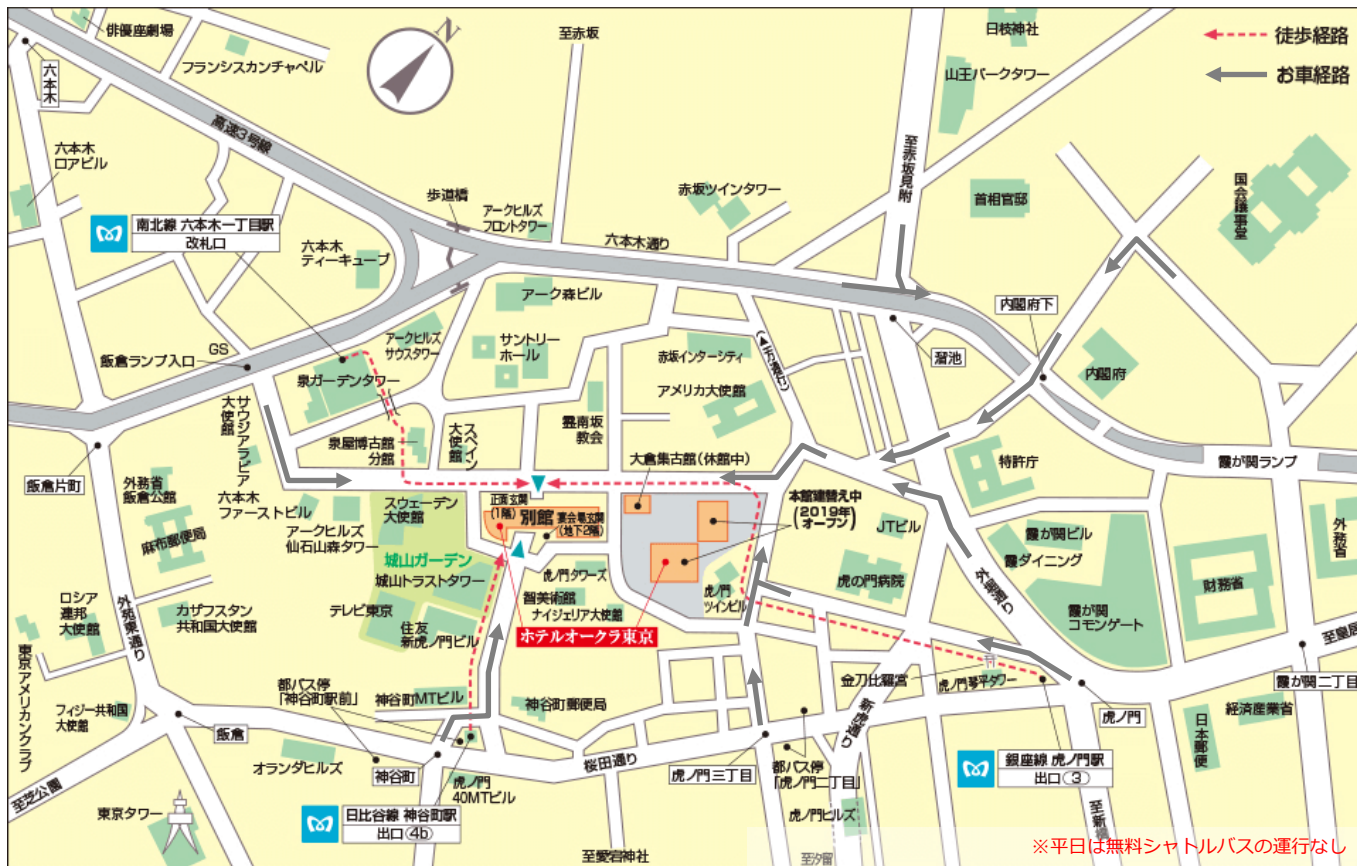 俳優座劇場
六本木
フランシスカンチャペル
N
至赤坂
日枝神社
山王パークタワー
徒歩経路
お車経路
高速3号線
六本木
ロアビル
歩道橋
アークヒルズ
フロントタワー
赤坂ツインタワー
至赤坂見附
首相官邸
国会議事堂
南北線 六本木一丁目駅
改札口
六本木
ティーキューブ
六本木通り
アーク森ビル
内閣府下
GS
飯倉ランプ入口
アークヒルズ
サウスタワー
サントリー
ホール
赤坂インターシティ
溜池
内閣府
泉ガーデンタワー
アメリカ大使館
サウジアラビア
大使館
泉屋博古館
分館
スペイン
大使館
霊南坂
教会
大倉集古館(休館中)
特許庁
霞が関ランプ
飯倉片町
外務省
飯倉公館
六本木
ファーストビル
スウェーデン
大使館
正面玄関
(1階)
別館
宴会場玄関
(地下2階)
本館建替え中
(2019年)
オープン
JTビル
霞が関ビル
霞ダイニング
外務省
麻布郵便局
アークヒルズ
仙石山森タワー
城山ガーデン
城山トラストタワー
虎ノ門タワーズ
虎ノ門
ツインビル
虎の門病院
外堀通り
財務省
ロシア
連邦
大使館
外苑東通り
カザフスタン
共和国大使館
テレビ東京
住友
新虎ノ門ビル
智美術館
ナイジェリア大使館
霞が関
コモンゲート
ホテルオークラ東京
至皇居
東京アメリカンクラブ
都バス停
「神谷町駅前」
神谷町MTビル
神谷町郵便局
金刀比羅宮
虎ノ門琴平タワー
霞が関二丁目
フィジー共和国
大使館
飯倉
新虎通り
虎ノ門
日本郵便
経済産業省
オランダヒルズ
神谷町
虎ノ門
40MTビル
桜田通り
虎ノ門三丁目
都バス停
「虎ノ門二丁目」
銀座線 虎ノ門駅
出口③
至芝公園
東京タワー
日比谷線 神谷町駅
出口④b
虎ノ門ヒルズ
至新橋
至愛宕神社
至汐留
※平日は無料シャトルバスの運行なし